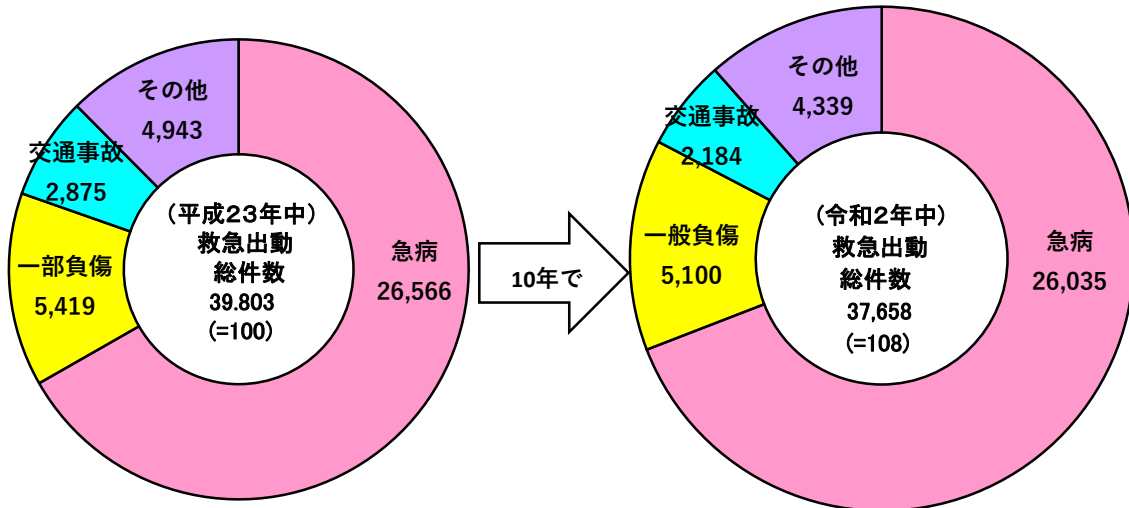 その他
4,943
交通事故
2,875
一部負傷
5,419
急病
26,566
(平成23年中)
救急出動
総件数
39.803
(=100)
10年で
その他
4,339
交通事故
2,184
一般負傷
5,100
急病
26,035
(令和2年中)
救急出動
総件数
37,658
(=108)